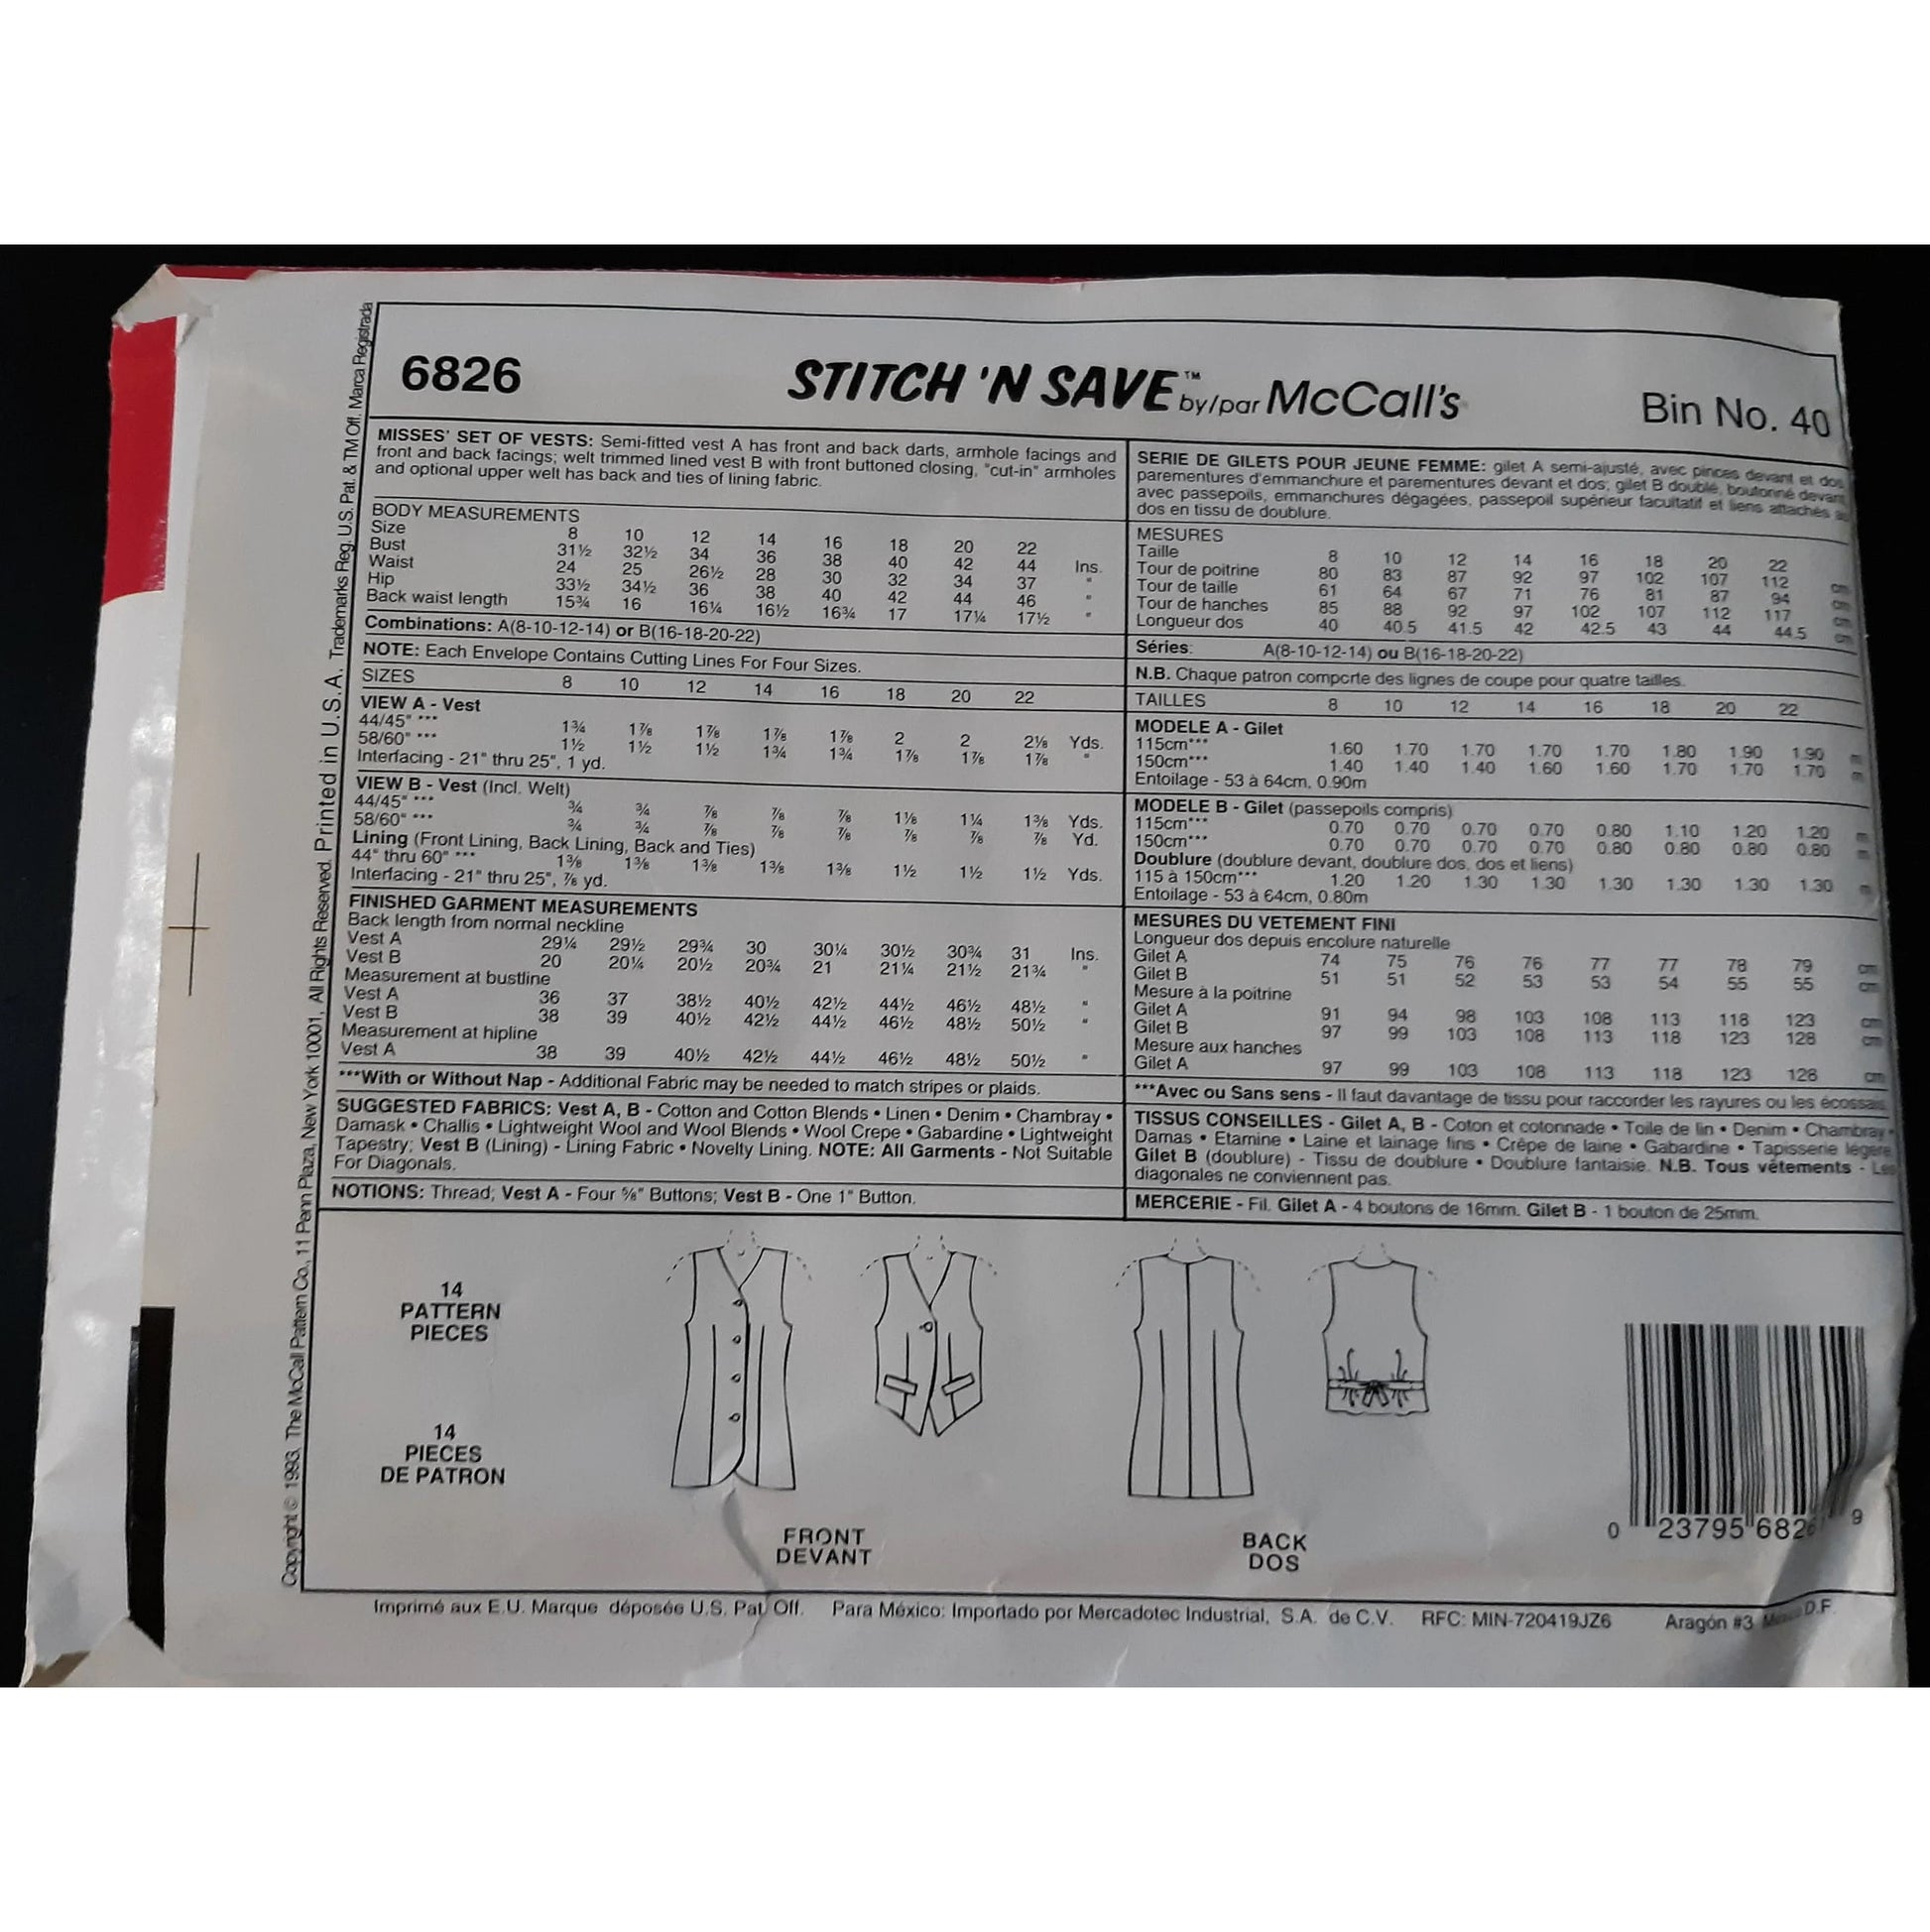 6826
STITCH 'N SAVE™ by/par McCall's
Bin No. 40
MISSES' SET OF VESTS: Semi-fitted vest A has front and back darts, armhole facings and
front and back facings; welt trimmed lined vest B with front buttoned closing, "cut-in" armholes
and optional upper welt has back and ties of lining fabric.
BODY MEASUREMENTS
Size 8 10 12 14 16 18 20 22
Bust 31½ 32½ 34 36 38 40 42 44 Ins.
Waist 24 25 26½ 28 30 32 34 37 "
Hip 33½ 34½ 36 38 40 42 44 46 "
Back waist length 15¾ 16 16¼ 16½ 16¾ 17 17¼ 17½ "
Combinations: A(8-10-12-14) or B(16-18-20-22)
NOTE: Each Envelope Contains Cutting Lines For Four Sizes.
SIZES 8 10 12 14 16 18 20 22
VIEW A - Vest
44/45" *** 1¾ 1⅞ 1⅞ 1⅞ 1⅞ 2 2 2⅛ Yds.
58/60" *** 1½ 1½ 1½ 1¾ 1¾ 1⅞ 1⅞ 1⅞ "
Interfacing - 21" thru 25", 1 yd.
VIEW B - Vest (Incl. Welt)
44/45" *** ¾ ¾ ⅞ ⅞ ⅞ 1⅛ 1¼ 1⅜ Yds.
58/60" *** ¾ ¾ ⅞ ⅞ ⅞ ⅞ ⅞ ⅞ Yd.
Lining (Front Lining, Back Lining, Back and Ties)
44" thru 60" *** 1⅜ 1⅜ 1⅜ 1⅜ 1⅜ 1½ 1½ 1½ Yds.
Interfacing - 21" thru 25", ⅞ yd.
FINISHED GARMENT MEASUREMENTS
Back length from normal neckline
Vest A 29¼ 29½ 29¾ 30 30¼ 30½ 30¾ 31 Ins.
Vest B 20 20¼ 20½ 20¾ 21 21¼ 21½ 21¾ "
Measurement at bustline
Vest A 36 37 38½ 40½ 42½ 44½ 46½ 48½ "
Vest B 38 39 40½ 42½ 44½ 46½ 48½ 50½ "
Measurement at hipline
Vest A 38 39 40½ 42½ 44½ 46½ 48½ 50½ "
***With or Without Nap - Additional Fabric may be needed to match stripes or plaids.
SUGGESTED FABRICS: Vest A, B - Cotton and Cotton Blends • Linen • Denim • Chambray •
Damask • Challis • Lightweight Wool and Wool Blends • Wool Crepe • Gabardine • Lightweight
Tapestry; Vest B (Lining) - Lining Fabric • Novelty Lining. NOTE: All Garments - Not Suitable
For Diagonals.
NOTIONS: Thread; Vest A - Four ⅝" Buttons; Vest B - One 1" Button.
SERIE DE GILETS POUR JEUNE FEMME: gilet A semi-ajusté, avec pinces devant et dos,
parementures d'emmanchure et parementures devant et dos; gilet B doublé, boutonné devant
avec passepoils, emmanchures dégagées, passepoil supérieur facultatif et liens attachés au
dos en tissu de doublure.
MESURES
Taille 8 10 12 14 16 18 20 22
Tour de poitrine 80 83 87 92 97 102 107 112 cm
Tour de taille 61 64 67 71 76 81 87 94 cm
Tour de hanches 85 88 92 97 102 107 112 117 cm
Longueur dos 40 40.5 41.5 42 42.5 43 44 44.5 cm
Séries: A(8-10-12-14) ou B(16-18-20-22)
N.B. Chaque patron comporte des lignes de coupe pour quatre tailles.
TAILLES 8 10 12 14 16 18 20 22
MODELE A - Gilet
115cm*** 1.60 1.70 1.70 1.70 1.70 1.80 1.90 1.90 m
150cm*** 1.40 1.40 1.40 1.60 1.60 1.70 1.70 1.70 m
Entoilage - 53 à 64cm, 0.90m
MODELE B - Gilet (passepoils compris)
115cm*** 0.70 0.70 0.70 0.70 0.80 1.10 1.20 1.20 m
150cm*** 0.70 0.70 0.70 0.70 0.80 0.80 0.80 0.80 m
Doublure (doublure devant, doublure dos, dos et liens)
115 à 150cm*** 1.20 1.20 1.30 1.30 1.30 1.30 1.30 1.30 m
Entoilage - 53 à 64cm, 0.80m
MESURES DU VETEMENT FINI
Longueur dos depuis encolure naturelle
Gilet A 74 75 76 76 77 77 78 79 cm
Gilet B 51 51 52 53 53 54 55 55 cm
Mesure à la poitrine
Gilet A 91 94 98 103 108 113 118 123 cm
Gilet B 97 99 103 108 113 118 123 128 cm
Mesure aux hanches
Gilet A 97 99 103 108 113 118 123 128 cm
***Avec ou Sans sens - Il faut davantage de tissu pour raccorder les rayures ou les écossais.
TISSUS CONSEILLES - Gilet A, B - Coton et cotonnade • Toile de lin • Denim • Chambray •
Damas • Etamine • Laine et lainage fins • Crêpe de laine • Gabardine • Tapisserie légère
Gilet B (doublure) - Tissu de doublure • Doublure fantaisie. N.B. Tous vêtements - Les
diagonales ne conviennent pas.
MERCERIE - Fil. Gilet A - 4 boutons de 16mm. Gilet B - 1 bouton de 25mm.
14
PATTERN
PIECES
14
PIECES
DE PATRON
FRONT
DEVANT
BACK
DOS
0 23795 6826 9
Imprimé aux E.U. Marque déposée U.S. Pat. Off. Para México: Importado por Mercadotec Industrial, S.A. de C.V. RFC: MIN-720419JZ6 Aragón #3 D.F.
Copyright © 1993. The McCall Pattern Co., 11 Penn Plaza, New York 10001, All Rights Reserved. Printed in U.S.A. Trademarks Reg. U.S. Pat. & TM Off. Marca Registrada